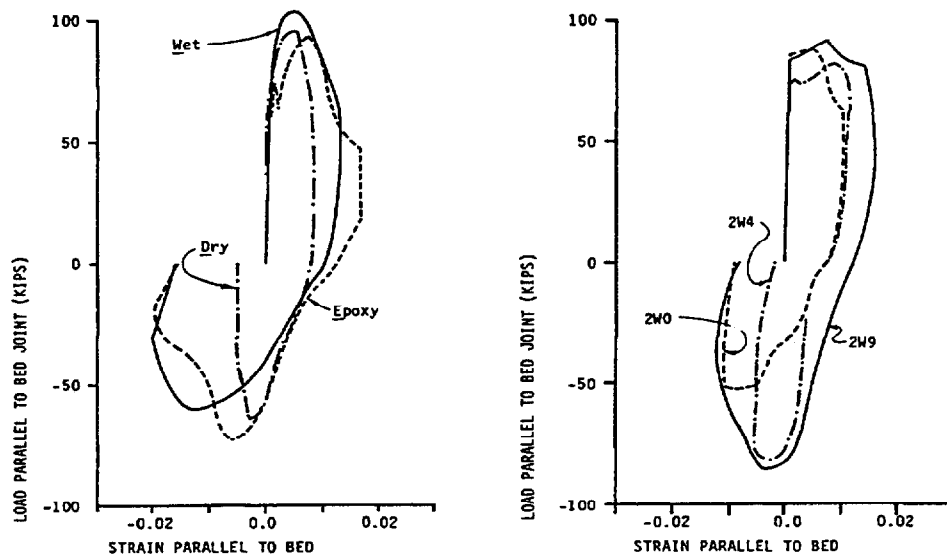 100
50
0
-50
-100
-0.02
0.0
0.02
LOAD PARALLEL TO BED JOINT (KIPS)
STRAIN PARALLEL TO BED
Wet
Dry
Epoxy
100
50
0
-50
-100
-0.02
0.0
0.02
LOAD PARALLEL TO BED JOINT (KIPS)
STRAIN PARALLEL TO BED
2W4
2W0
2W9